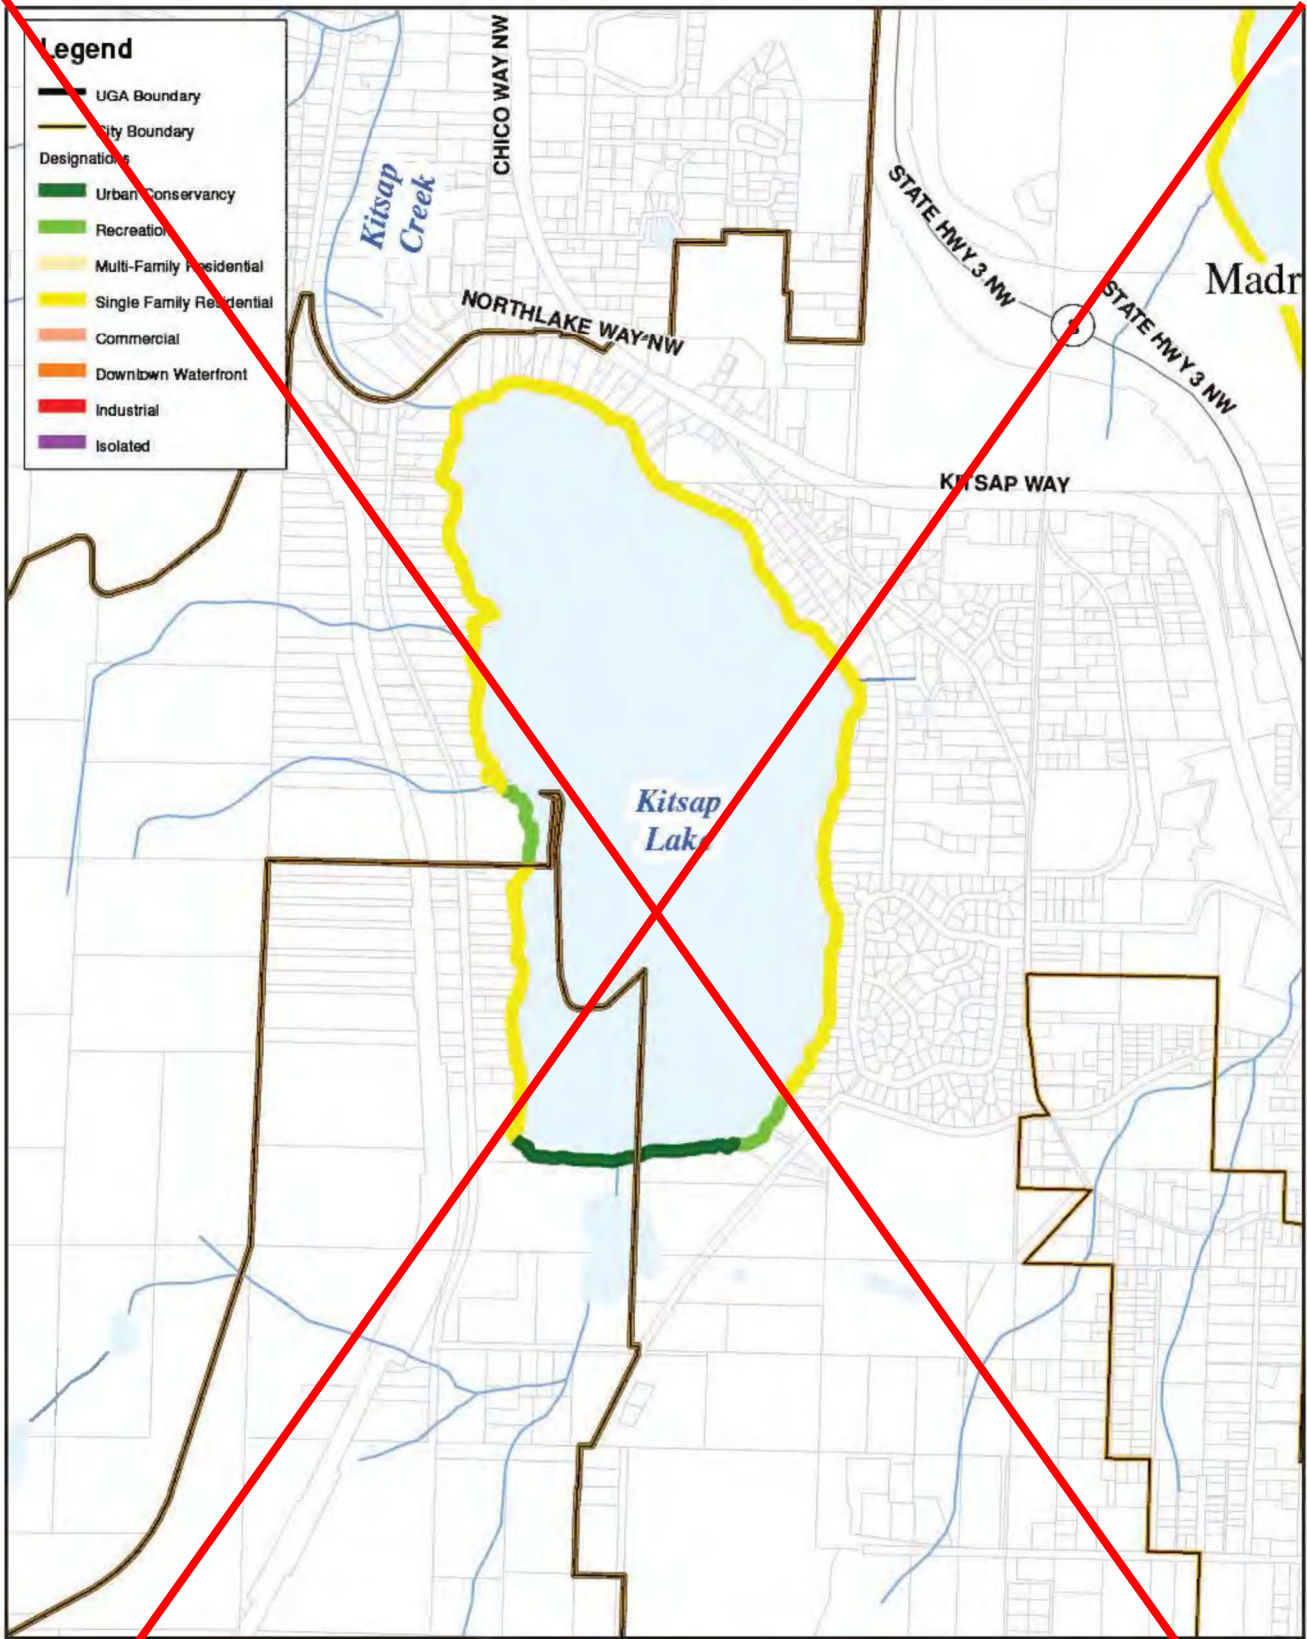 Legend
UGA Boundary
City Boundary
Designations
Urban Conservancy
Recreation
Multi-Family Residential
Single Family Residential
Commercial
Downtown Waterfront
Industrial
Isolated
CHICO WAY NW
Kitsap
Creek
NORTHLAKE WAY NW
STATE HWY 3 NW
3
STATE HWY 3 NW
Madr
KITSAP WAY
Kitsap
Lake